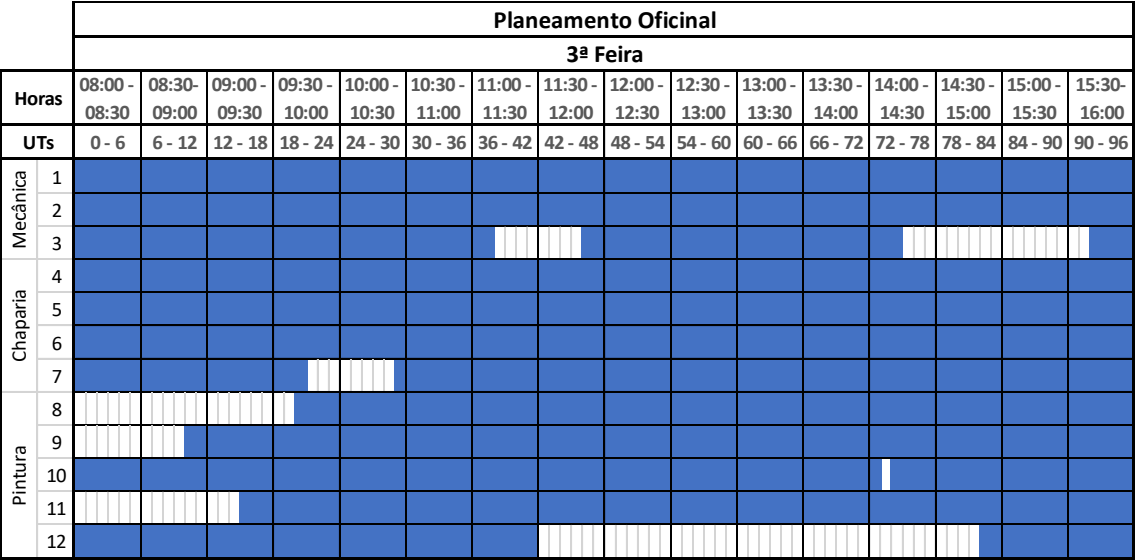 Planeamento Oficinal
3ª Feira
Horas 08:00 - 08:30 08:30- 09:00 09:00 - 09:30 09:30 - 10:00 10:00 - 10:30 10:30 - 11:00 11:00 - 11:30 11:30 - 12:00 12:00 - 12:30 12:30 - 13:00 13:00 - 13:30 13:30 - 14:00 14:00 - 14:30 14:30 - 15:00 15:00 - 15:30 15:30- 16:00
UTs 0 - 6 6 - 12 12 - 18 18 - 24 24 - 30 30 - 36 36 - 42 42 - 48 48 - 54 54 - 60 60 - 66 66 - 72 72 - 78 78 - 84 84 - 90 90 - 96
Mecânica
1
2
3
Chaparia
4
5
6
7
Pintura
8
9
10
11
12